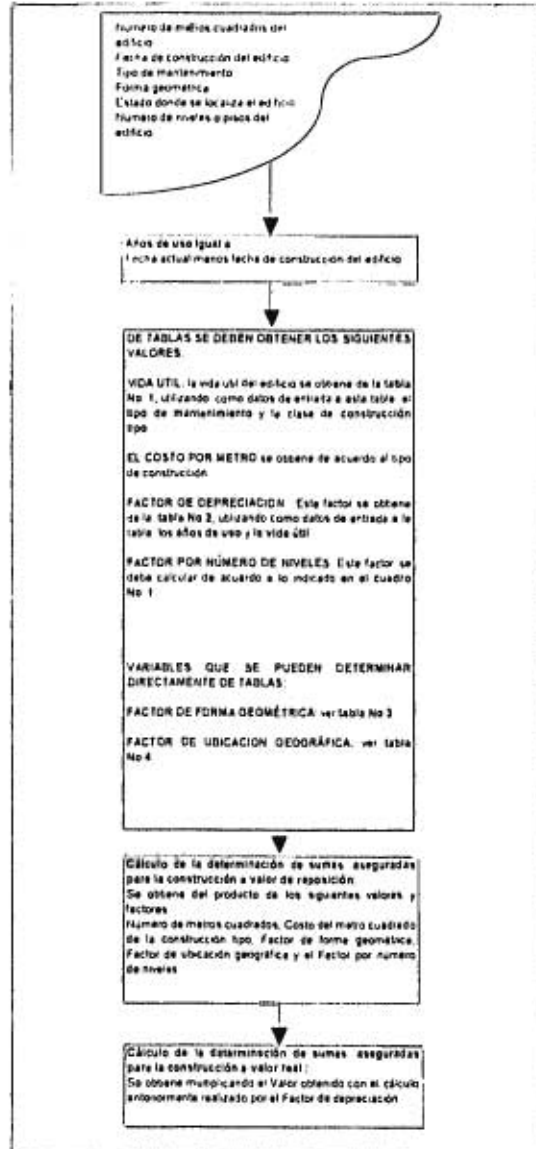 Número de metros cuadrados del
edificio
Fecha de construcción del edificio
Tipo de mantenimiento
Forma geométrica
Estado donde se localiza el edificio
Número de niveles o pisos del
edificio
Años de uso igual a
Fecha actual menos fecha de construcción del edificio
DE TABLAS SE DEBEN OBTENER LOS SIGUIENTES
VALORES:
VIDA UTIL: la vida util del edificio se obtiene de la tabla
No 1, utilizando como datos de entrada a esta tabla el
tipo de mantenimiento y la clase de construcción
tipo
EL COSTO POR METRO se obtiene de acuerdo al tipo
de construcción
FACTOR DE DEPRECIACION Este factor se obtiene
de la tabla No 2, utilizando como datos de entrada a la
tabla los años de uso y la vida útil
FACTOR POR NÚMERO DE NIVELES Este factor se
debe calcular de acuerdo a lo indicado en el cuadro
No 1
VARIABLES QUE SE PUEDEN DETERMINAR
DIRECTAMENTE DE TABLAS:
FACTOR DE FORMA GEOMÉTRICA: ver tabla No 3
FACTOR DE UBICACION GEOGRÁFICA: ver tabla
No 4
Cálculo de la determinación de sumas aseguradas
para la construcción a valor de reposición
Se obtiene del producto de los siguientes valores y
factores
Número de metros cuadrados, Costo del metro cuadrado
de la construcción tipo, Factor de forma geométrica,
Factor de ubicación geográfica y el Factor por número
de niveles
Cálculo de la determinación de sumas aseguradas
para la construcción a valor real :
Se obtiene multiplicando el Valor obtenido con el cálculo
anteriormente realizado por el Factor de depreciación